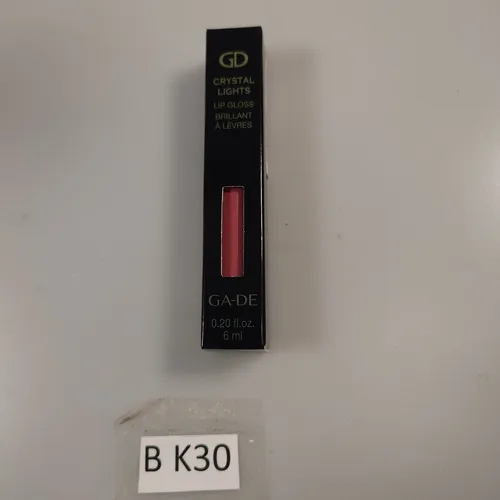 GD
CRYSTAL
LIGHTS
LIP GLOSS
BRILLANT
À LÈVRES
GA-DE
0.20 fl.oz.
6 ml
B K30